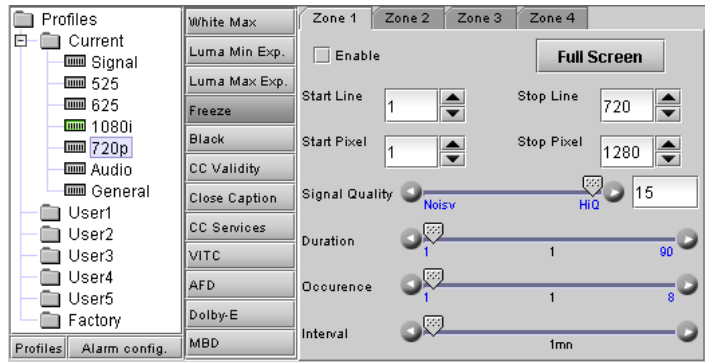 Profiles
Current
Signal
525
625
1080i
720p
Audio
General
User1
User2
User3
User4
User5
Factory
Profiles Alarm config.
White Max
Luma Min Exp.
Luma Max Exp.
Freeze
Black
CC Validity
Close Caption
CC Services
VITC
AFD
Dolby-E
MBD
Zone 1 Zone 2 Zone 3 Zone 4
Enable Full Screen
Start Line 1 Stop Line 720
Start Pixel 1 Stop Pixel 1280
Signal Quality 15
Noisy HiQ
Duration
1 1 90
Occurence
1 1 8
Interval
1mn